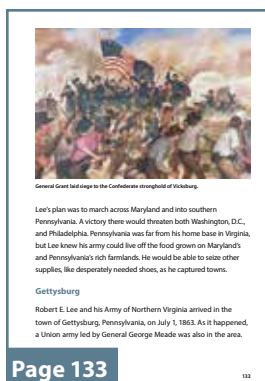 General Grant laid siege to the Confederate stronghold of Vicksburg.
Lee's plan was to march across Maryland and into southern
Pennsylvania. A victory there would threaten both Washington, D.C.,
and Philadelphia. Pennsylvania was far from his home base in Virginia,
but Lee knew his army could live off the food grown on Maryland's
and Pennsylvania's rich farmlands. He would be able to seize other
supplies, like desperately needed shoes, as he captured towns.
Gettysburg
Robert E. Lee and his Army of Northern Virginia arrived in the
town of Gettysburg, Pennsylvania, on July 1, 1863. As it happened,
a Union army led by General George Meade was also in the area.
Page 133
133